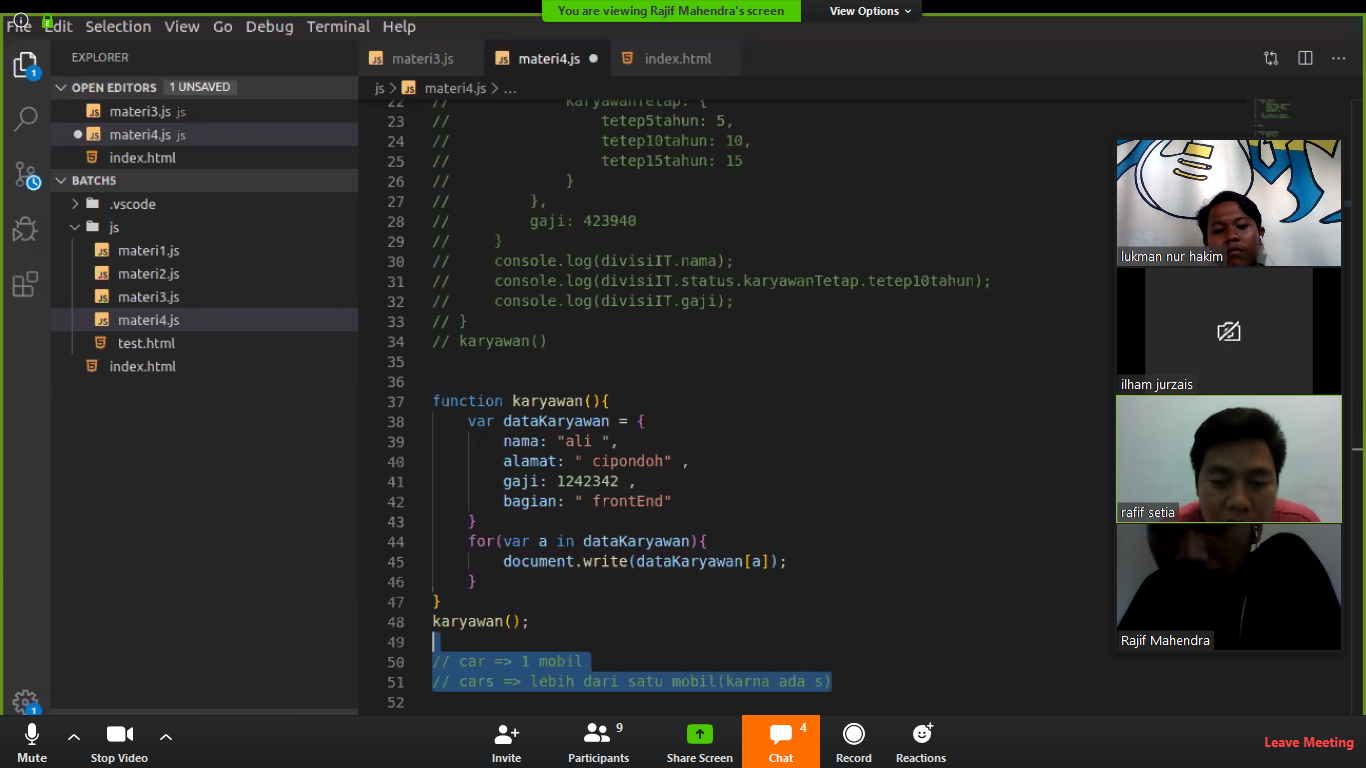 You are viewing Rajif Mahendra's screen
View Options
File Edit Selection View Go Debug Terminal Help
EXPLORER
materi3.js
materi4.js
index.html
OPEN EDITORS 1 UNSAVED
js > materi4.js > ...
materi3.js js
materi4.js js
index.html
BATCH5
.vscode
js
materi1.js
materi2.js
materi3.js
materi4.js
test.html
index.html
22 // karyawanTetap: {
23 // tetep5tahun: 5,
24 // tetep10tahun: 10,
25 // tetep15tahun: 15
26 // }
27 // },
28 // gaji: 423940
29 // }
30 // console.log(divisiIT.nama);
31 // console.log(divisiIT.status.karyawanTetap.tetep10tahun);
32 // console.log(divisiIT.gaji);
33 // }
34 // karyawan()
35
36
37 function karyawan(){
38 var dataKaryawan = {
39 nama: "ali ",
40 alamat: " cipondoh" ,
41 gaji: 1242342 ,
42 bagian: " frontEnd"
43 }
44 for(var a in dataKaryawan){
45 document.write(dataKaryawan[a]);
46 }
47 }
48 karyawan();
49
50 // car => 1 mobil
51 // cars => lebih dari satu mobil(karna ada s)
52
lukman nur hakim
ilham jurzais
rafif setia
Rajif Mahendra
1
1
Mute
Stop Video
Invite
Participants 9
Share Screen
Chat 4
Record
Reactions
Leave Meeting